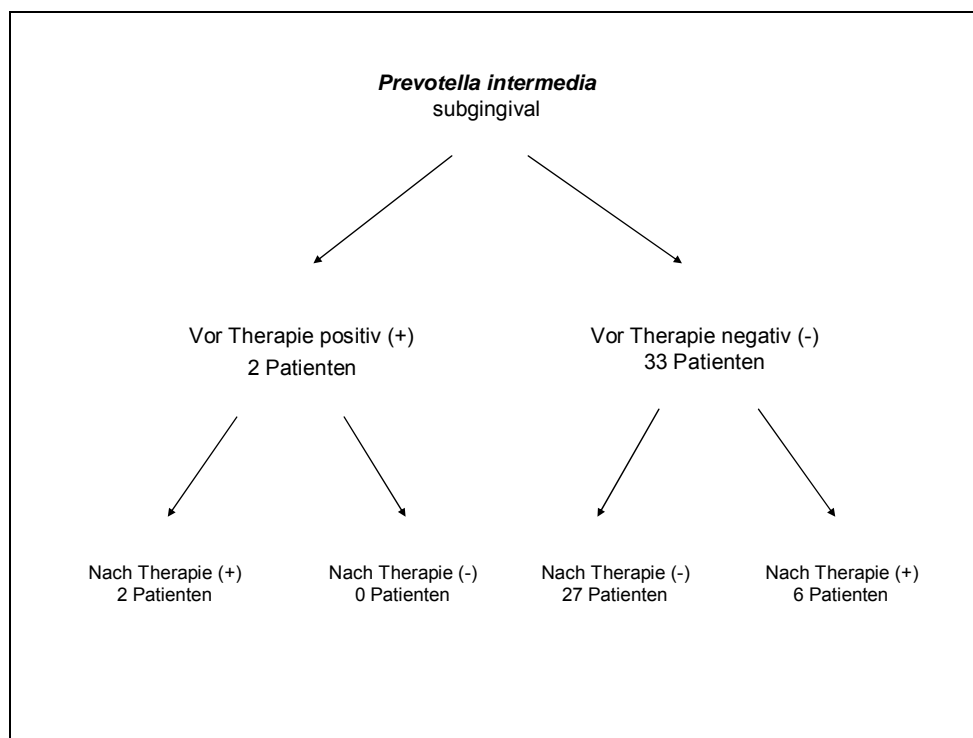 Prevotella intermedia
subgingival
Vor Therapie positiv (+)
2 Patienten
Vor Therapie negativ (-)
33 Patienten
Nach Therapie (+)
2 Patienten
Nach Therapie (-)
0 Patienten
Nach Therapie (-)
27 Patienten
Nach Therapie (+)
6 Patienten